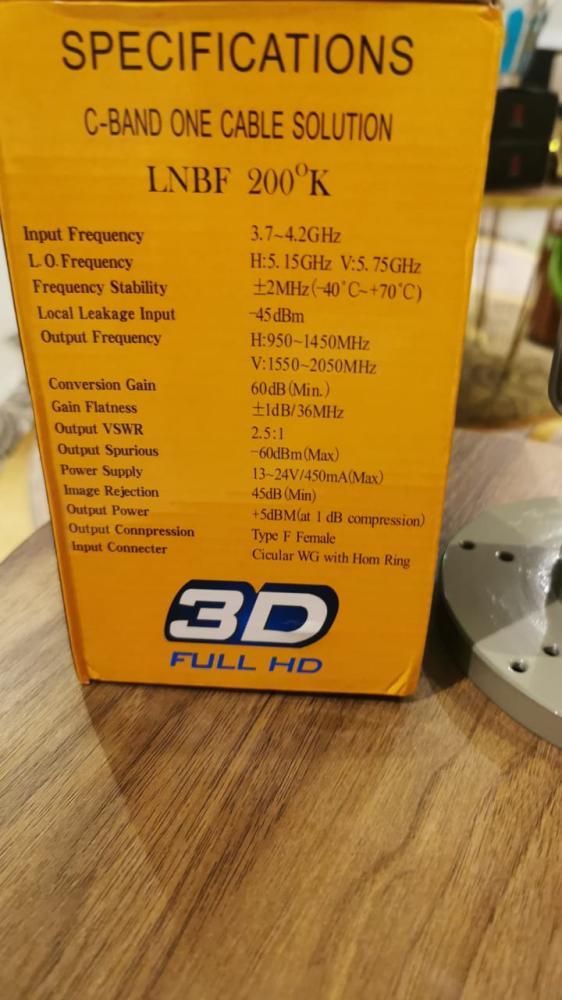 SPECIFICATIONS
C-BAND ONE CABLE SOLUTION
LNBF 200°K
Input Frequency 3.7~4.2GHz
L.O. Frequency H:5.15GHz V:5.75GHz
Frequency Stability ±2MHz(-40°C~+70°C)
Local Leakage Input -45dBm
Output Frequency H:950~1450MHz
V:1550~2050MHz
Conversion Gain 60dB(Min.)
Gain Flatness ±1dB/36MHz
Output VSWR 2.5:1
Output Spurious -60dBm(Max)
Power Supply 13~24V/450mA(Max)
Image Rejection 45dB(Min)
Output Power +5dBM(at 1 dB compression)
Output Connpression Type F Female
Input Connecter Cicular WG with Hom Ring
3D
FULL HD